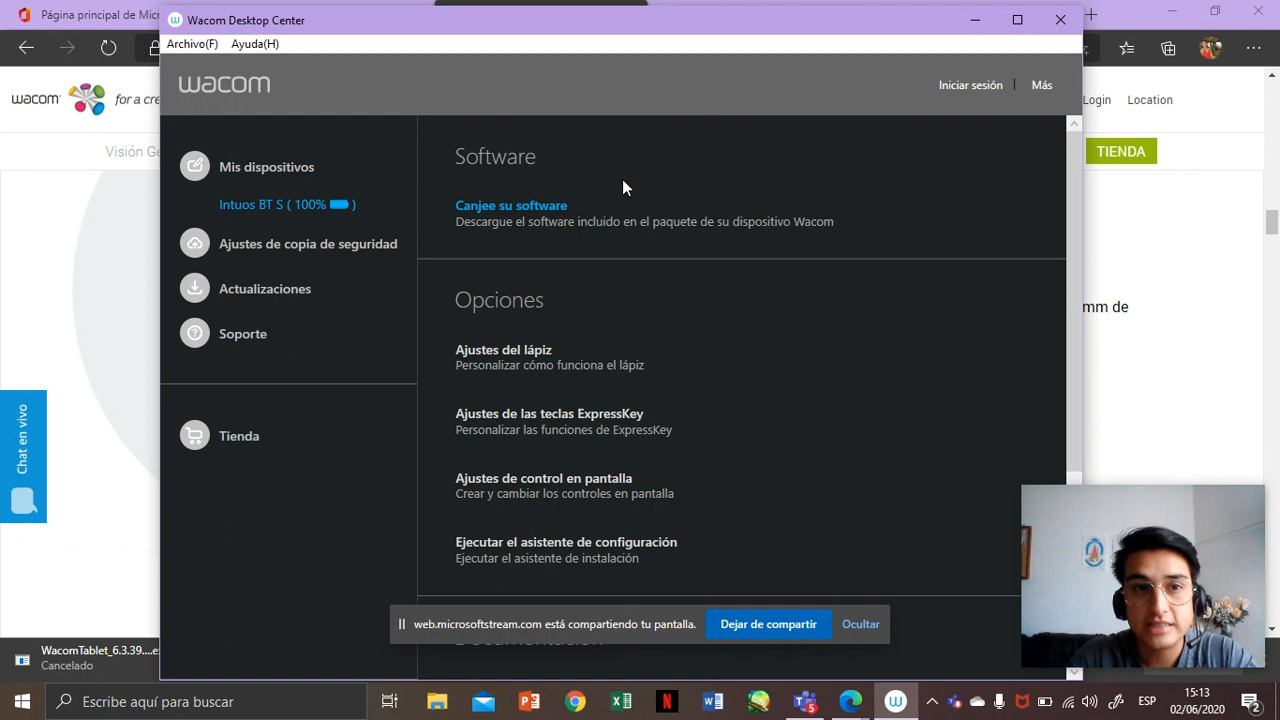 Página principal de Micr
Wacom Desktop Center
Archivo(F) Ayuda(H)
wacom
for a cre
wacom
Iniciar sesión | Más
Login Location
Visión Ge
TIENDA
Mis dispositivos
Intuos BT S ( 100% )
Ajustes de copia de seguridad
Actualizaciones
Soporte
Tienda
Software
Canjee su software
Descargue el software incluido en el paquete de su dispositivo Wacom
Opciones
Ajustes del lápiz
Personalizar cómo funciona el lápiz
Ajustes de las teclas ExpressKey
Personalizar las funciones de ExpressKey
Ajustes de control en pantalla
Crear y cambiar los controles en pantalla
Ejecutar el asistente de configuración
Ejecutar el asistente de instalación
mm de
Chat en vivo
web.microsoftstream.com está compartiendo tu pantalla.
Dejar de compartir
Ocultar
WacomTablet_6.3.39....e
Cancelado
Escribe aquí para buscar
ESP
15:13
02/06/2020
2